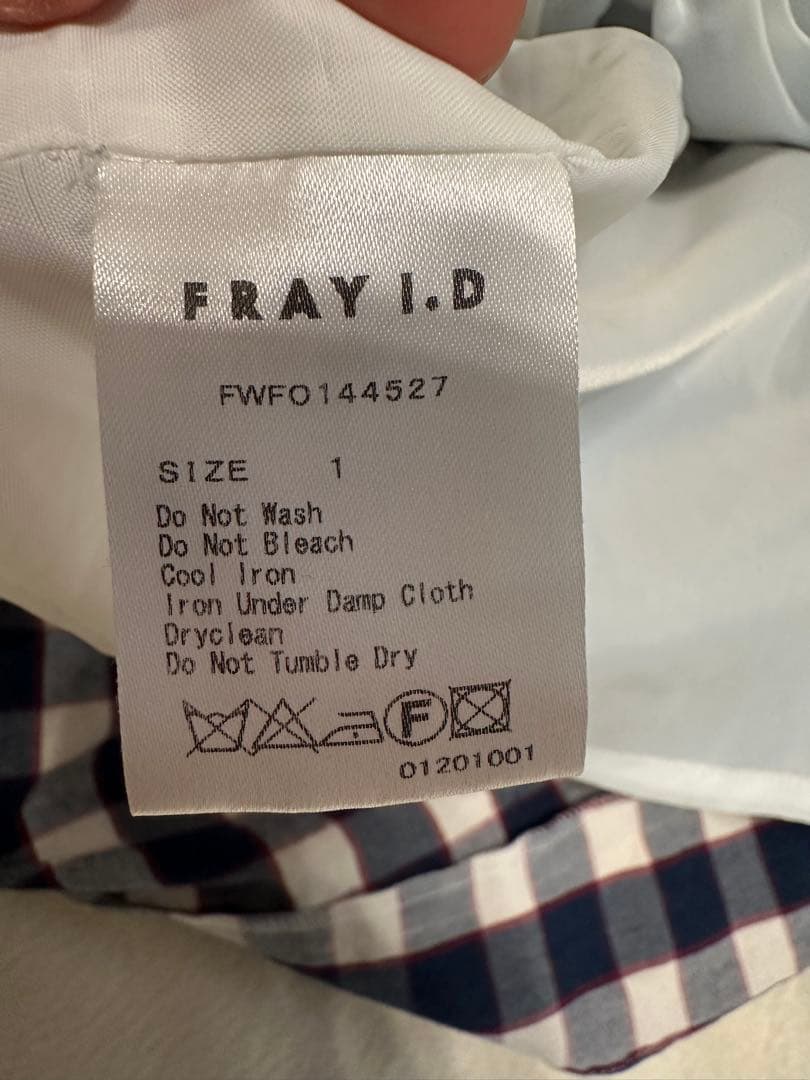 FRAY I.D
FWFO144527
SIZE 1
Do Not Wash
Do Not Bleach
Cool Iron
Iron Under Damp Cloth
Dryclean
Do Not Tumble Dry
F
01201001